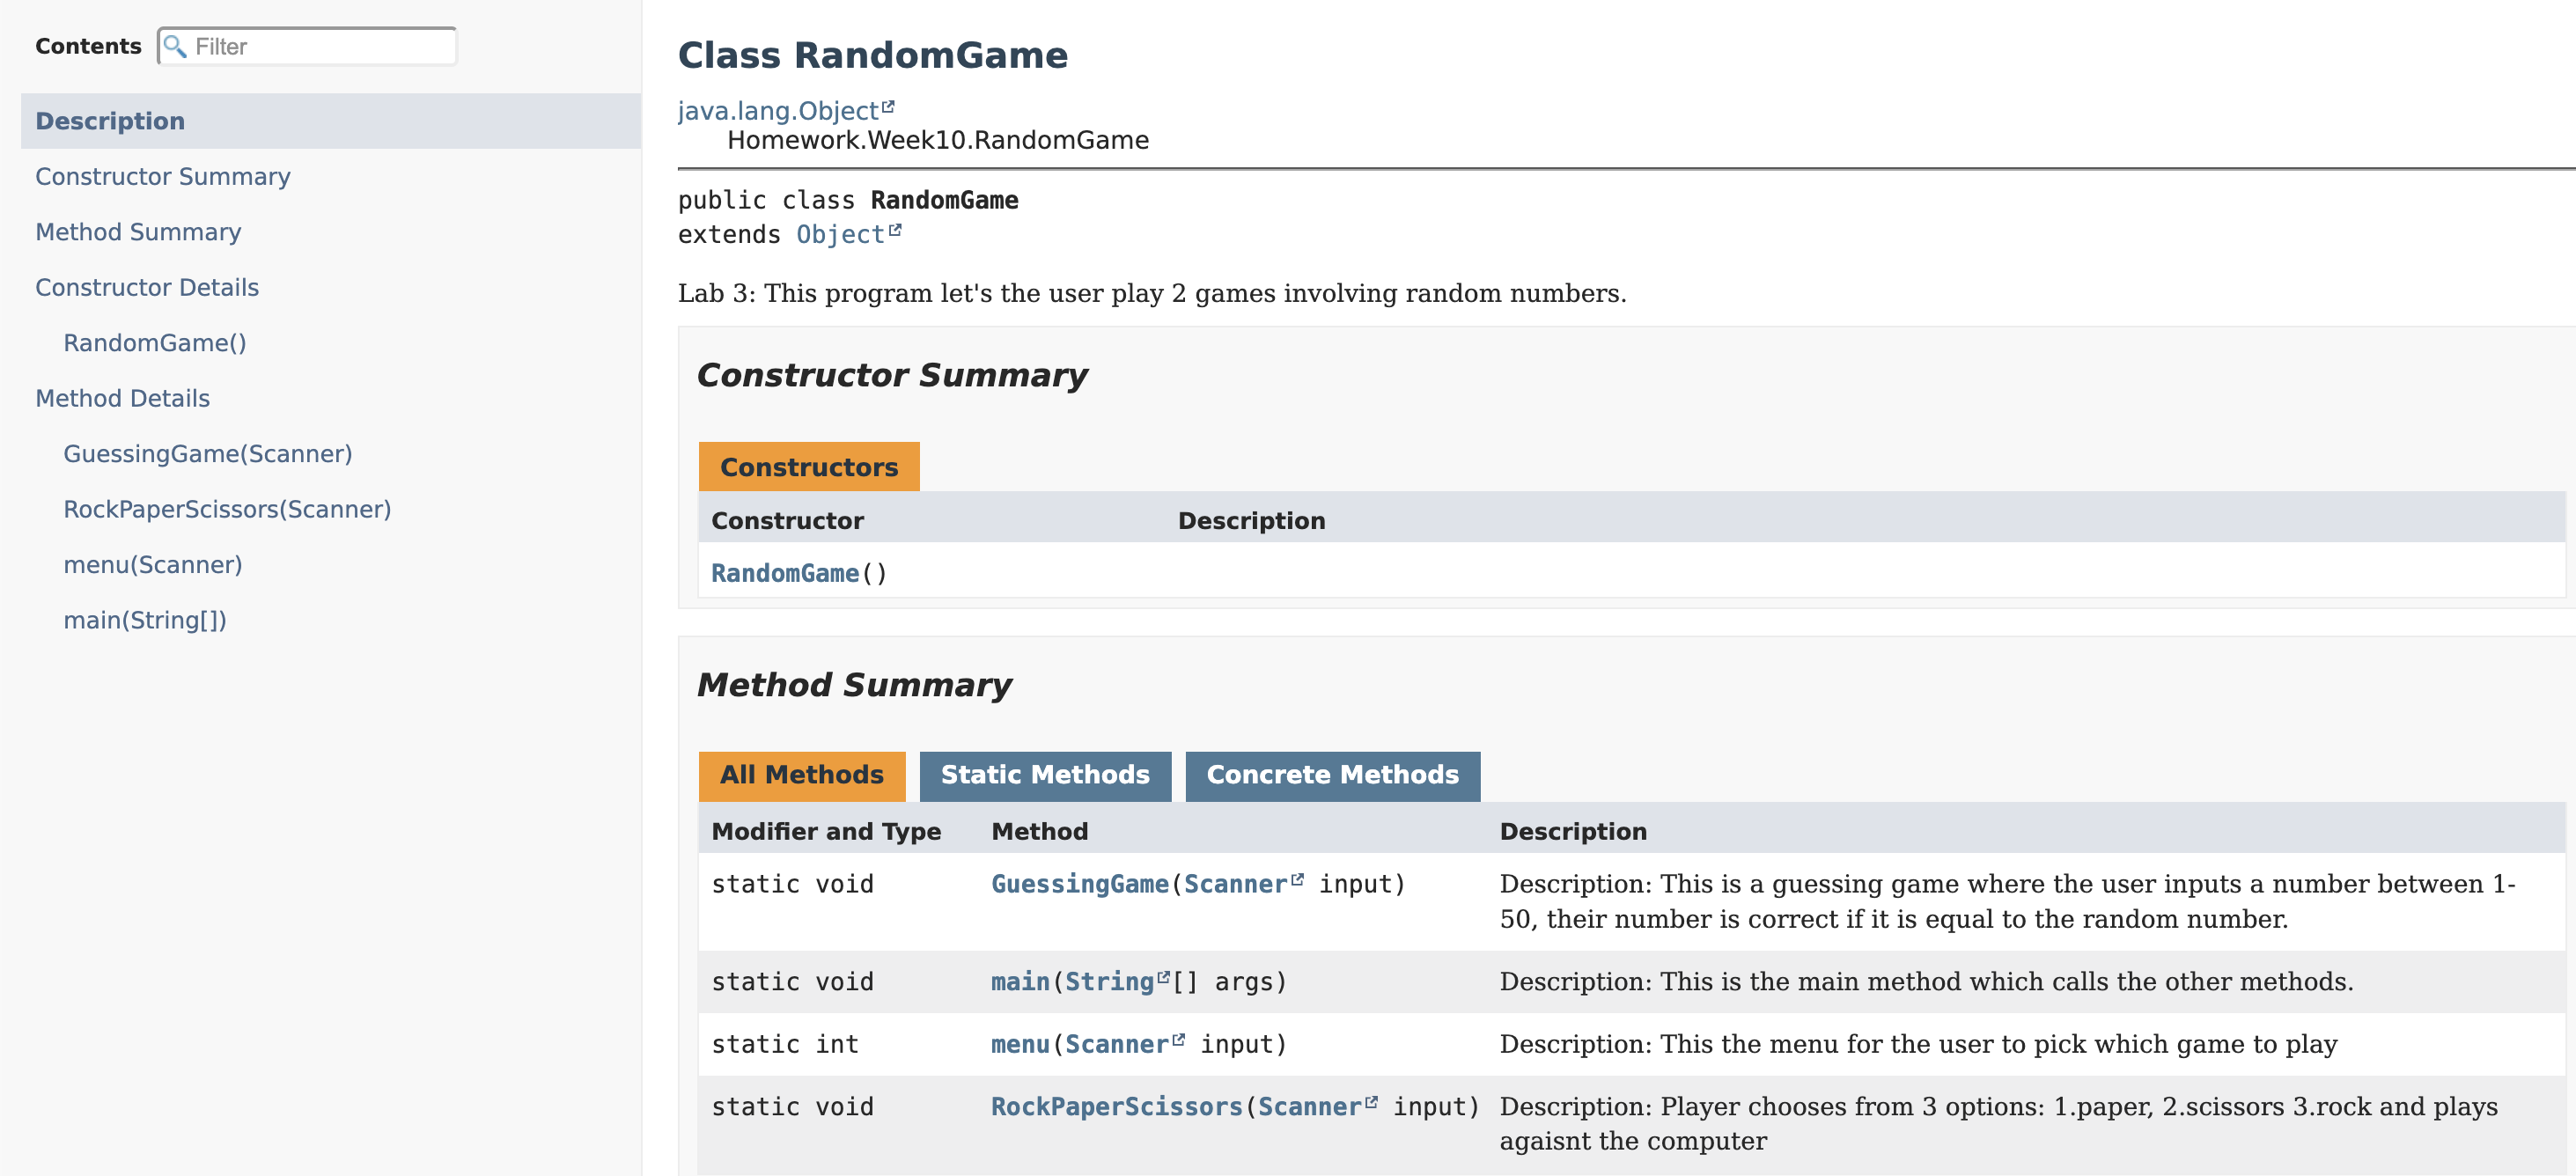 Contents
Filter
Description
Constructor Summary
Method Summary
Constructor Details
RandomGame()
Method Details
GuessingGame(Scanner)
RockPaperScissors(Scanner)
menu(Scanner)
main(String[])
Class RandomGame
java.lang.Object
Homework.Week10.RandomGame
public class RandomGame
extends Object
Lab 3: This program let's the user play 2 games involving random numbers.
Constructor Summary
Constructors
Constructor Description
RandomGame()
Method Summary
All Methods Static Methods Concrete Methods
Modifier and Type Method Description
static void GuessingGame(Scanner input) Description: This is a guessing game where the user inputs a number between 1-
50, their number is correct if it is equal to the random number.
static void main(String[] args) Description: This is the main method which calls the other methods.
static int menu(Scanner input) Description: This the menu for the user to pick which game to play
static void RockPaperScissors(Scanner input) Description: Player chooses from 3 options: 1.paper, 2.scissors 3.rock and plays
agaisnt the computer